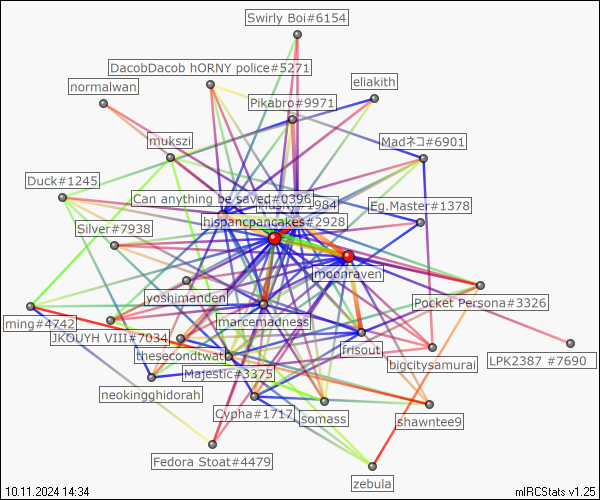 Swirly Boi#6154
DacobDacob hORNY police#5271
eliakith
normalwan
Pikabro#9971
mukszi
Madネコ#6901
Duck#1245
Can anything be saved?#0396
#1984
Eg.Master#1378
hispancpancakes#2928
Silver#7938
moonraven
yoshimanden
Pocket Persona#3326
ming#4742
marcemadness
JKOUYH VIII#7034
frisout
thesecondtwat
LPK2387 #7690
bigcitysamurai
Majestic#3375
neokingghidorah
Cypha#1717
somass
shawntee9
Fedora Stoat#4479
zebula
10.11.2024 14:34
mIRCStats v1.25